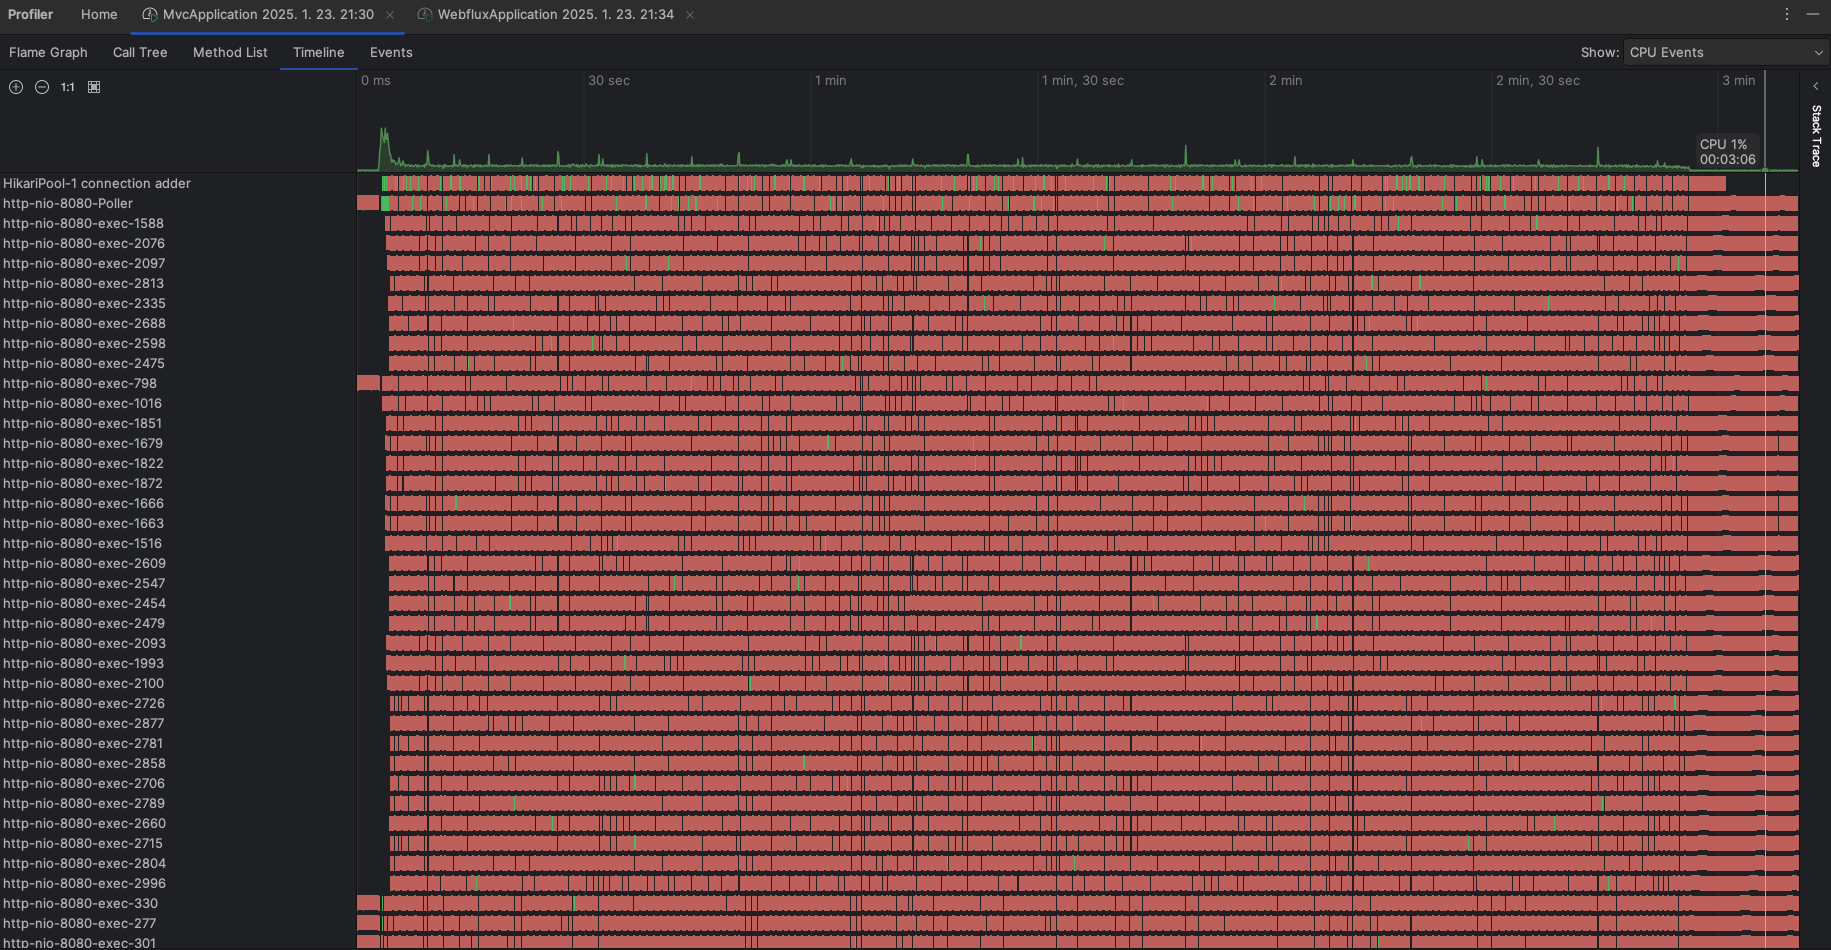 Profiler Home MvcApplication 2025. 1. 23. 21:30 WebfluxApplication 2025. 1. 23. 21:34
Flame Graph Call Tree Method List Timeline Events Show: CPU Events
1:1 0 ms 30 sec 1 min 1 min, 30 sec 2 min 2 min, 30 sec 3 min
Stack Trace
CPU 1%
00:03:06
HikariPool-1 connection adder
http-nio-8080-Poller
http-nio-8080-exec-1588
http-nio-8080-exec-2076
http-nio-8080-exec-2097
http-nio-8080-exec-2813
http-nio-8080-exec-2335
http-nio-8080-exec-2688
http-nio-8080-exec-2598
http-nio-8080-exec-2475
http-nio-8080-exec-798
http-nio-8080-exec-1016
http-nio-8080-exec-1851
http-nio-8080-exec-1679
http-nio-8080-exec-1822
http-nio-8080-exec-1872
http-nio-8080-exec-1666
http-nio-8080-exec-1663
http-nio-8080-exec-1516
http-nio-8080-exec-2609
http-nio-8080-exec-2547
http-nio-8080-exec-2454
http-nio-8080-exec-2479
http-nio-8080-exec-2093
http-nio-8080-exec-1993
http-nio-8080-exec-2100
http-nio-8080-exec-2726
http-nio-8080-exec-2877
http-nio-8080-exec-2781
http-nio-8080-exec-2858
http-nio-8080-exec-2706
http-nio-8080-exec-2789
http-nio-8080-exec-2660
http-nio-8080-exec-2715
http-nio-8080-exec-2804
http-nio-8080-exec-2996
http-nio-8080-exec-330
http-nio-8080-exec-277
http-nio-8080-exec-301